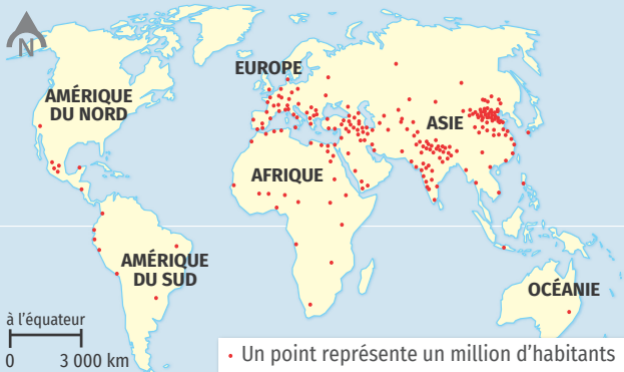 N
EUROPE
AMÉRIQUE
DU NORD
ASIE
AFRIQUE
AMÉRIQUE
DU SUD
OCÉANIE
à l’équateur
0 3 000 km
Un point représente un million d’habitants